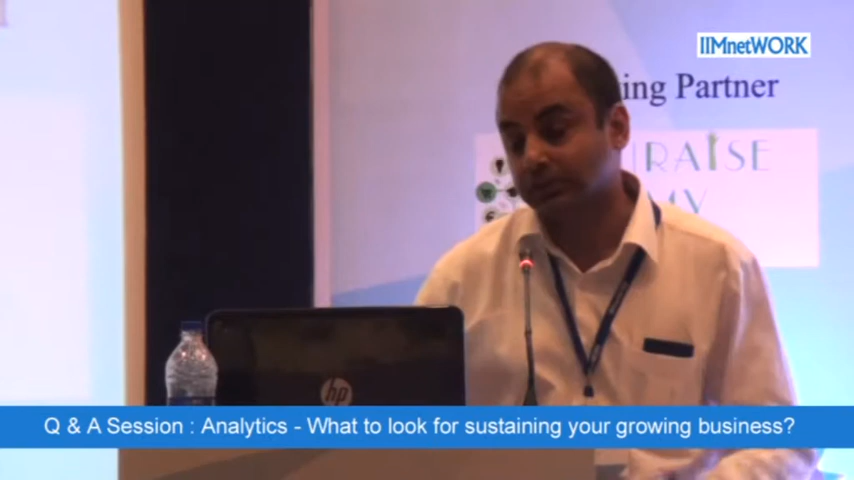 IIMnetWORK
ing Partner
RAISE
hp
Q & A Session : Analytics - What to look for sustaining your growing business?